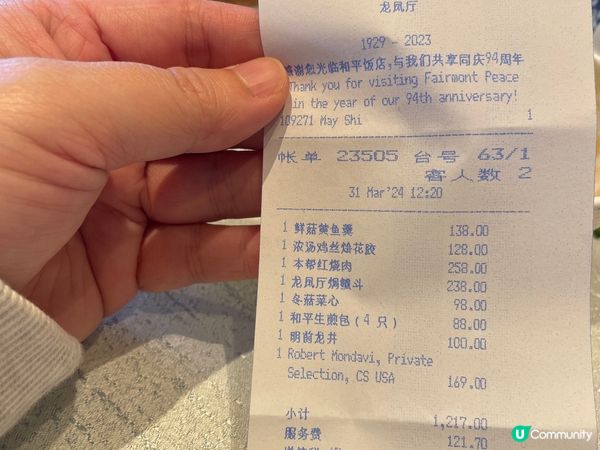 龙凤厅
1929 - 2023
感谢您光临和平饭店,与我们共享同庆94周年
Thank you for visiting Fairmont Peace
in the year of our 94th anniversary!
109271 May Shi 1
帐单 23505 台号 63/1
客人数 2
31 Mar'24 12:20
1 鲜菇黄鱼羹 138.00
1 浓汤鸡丝烩花胶 128.00
1 本帮红烧肉 258.00
1 龙凤厅焗蟹斗 238.00
1 冬菇菜心 98.00
1 和平生煎包(4 只) 88.00
1 明前龙井 100.00
1 Robert Mondavi, Private
Selection, CS USA 169.00
小计 1,217.00
服务费 121.70
U Community